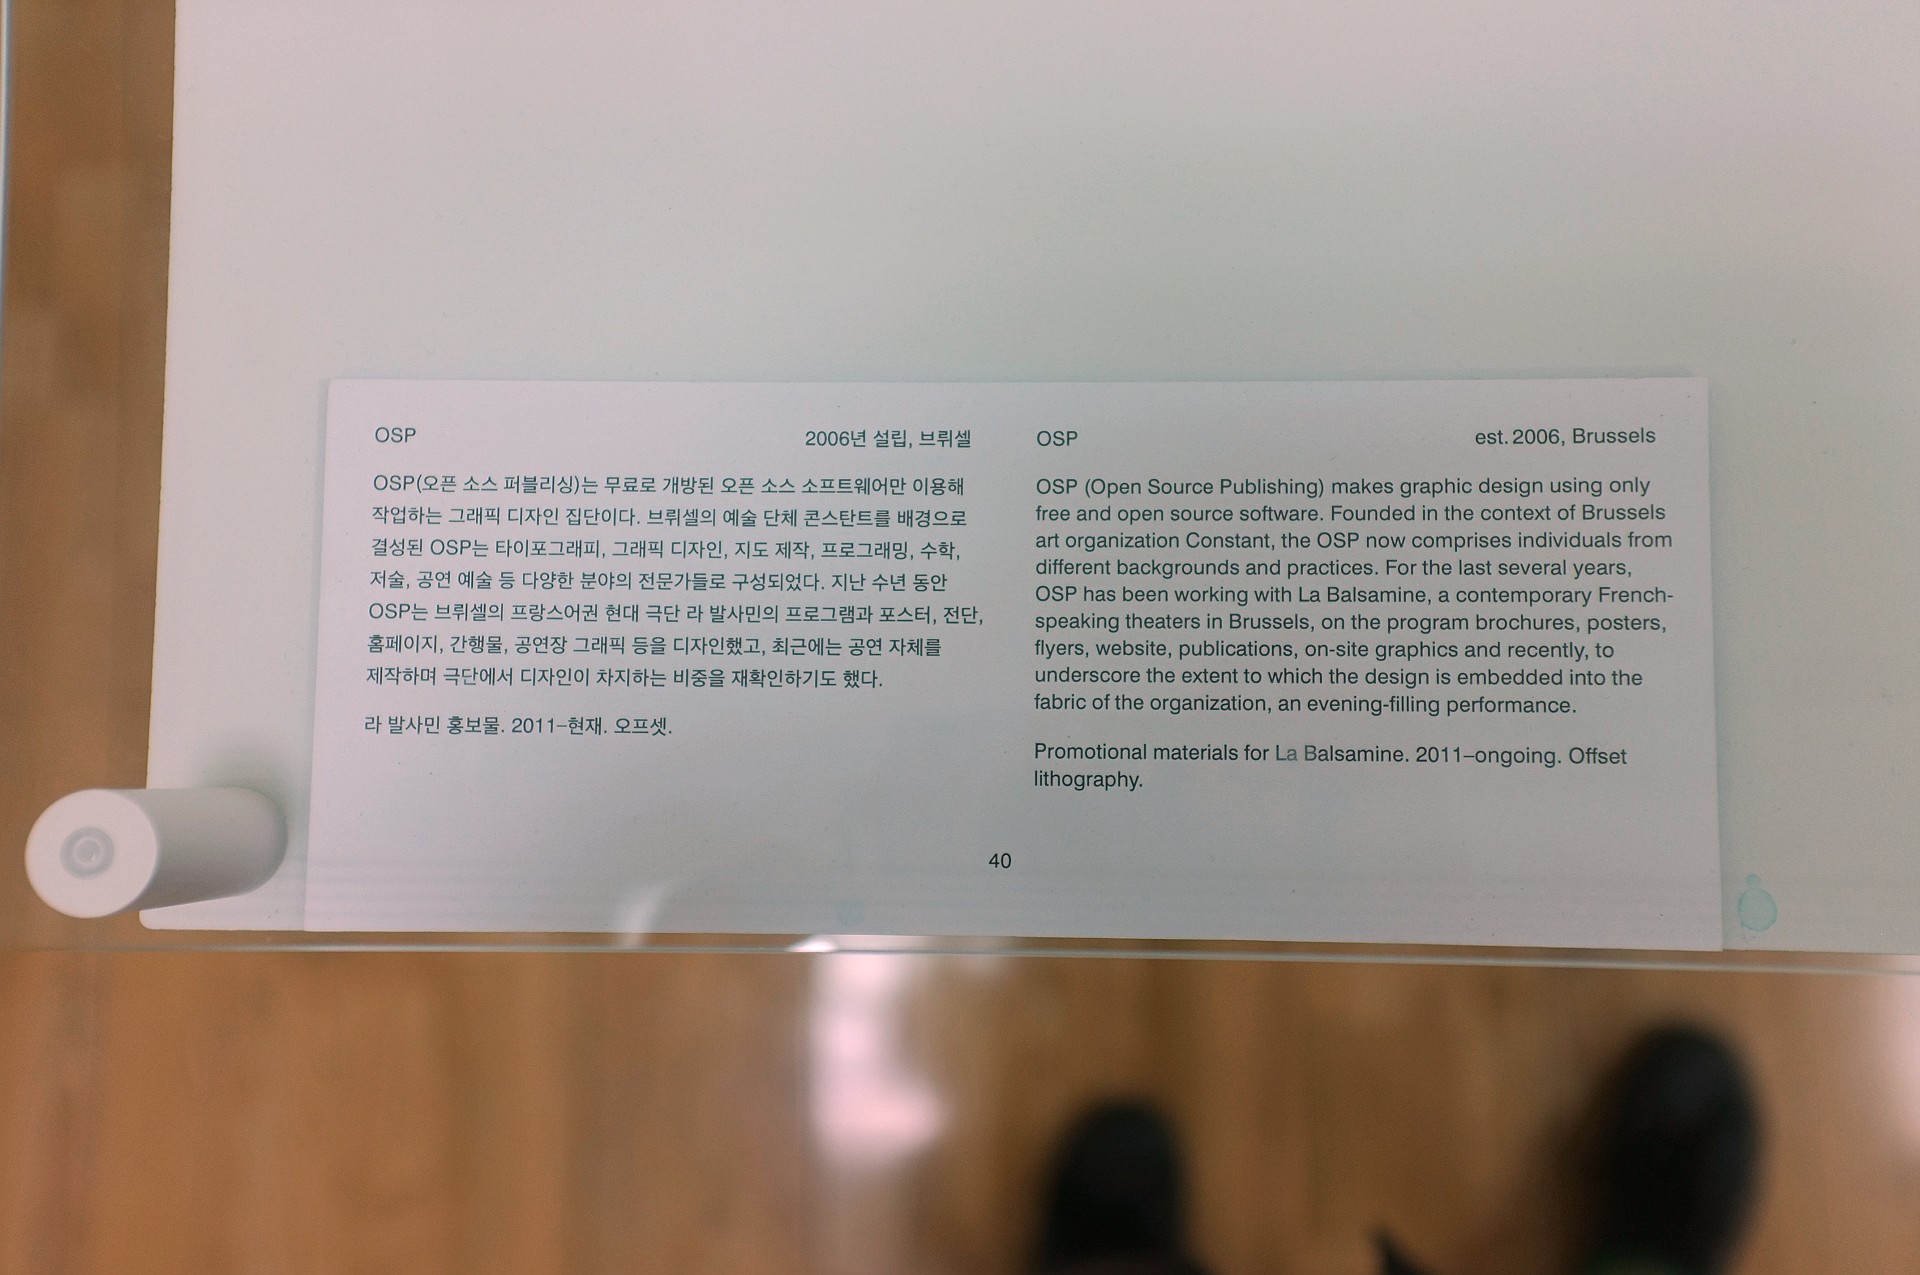 OSP 2006년 설립, 브뤼셀
OSP(오픈 소스 퍼블리싱)는 무료로 개방된 오픈 소스 소프트웨어만 이용해
작업하는 그래픽 디자인 집단이다. 브뤼셀의 예술 단체 콘스탄트를 배경으로
결성된 OSP는 타이포그래피, 그래픽 디자인, 지도 제작, 프로그래밍, 수학,
저술, 공연 예술 등 다양한 분야의 전문가들로 구성되었다. 지난 수년 동안
OSP는 브뤼셀의 프랑스어권 현대 극단 라 발사민의 프로그램과 포스터, 전단,
홈페이지, 간행물, 공연장 그래픽 등을 디자인했고, 최근에는 공연 자체를
제작하며 극단에서 디자인이 차지하는 비중을 재확인하기도 했다.
라 발사민 홍보물. 2011–현재. 오프셋.
OSP est. 2006, Brussels
OSP (Open Source Publishing) makes graphic design using only
free and open source software. Founded in the context of Brussels
art organization Constant, the OSP now comprises individuals from
different backgrounds and practices. For the last several years,
OSP has been working with La Balsamine, a contemporary French-
speaking theaters in Brussels, on the program brochures, posters,
flyers, website, publications, on-site graphics and recently, to
underscore the extent to which the design is embedded into the
fabric of the organization, an evening-filling performance.
Promotional materials for La Balsamine. 2011–ongoing. Offset
lithography.
40